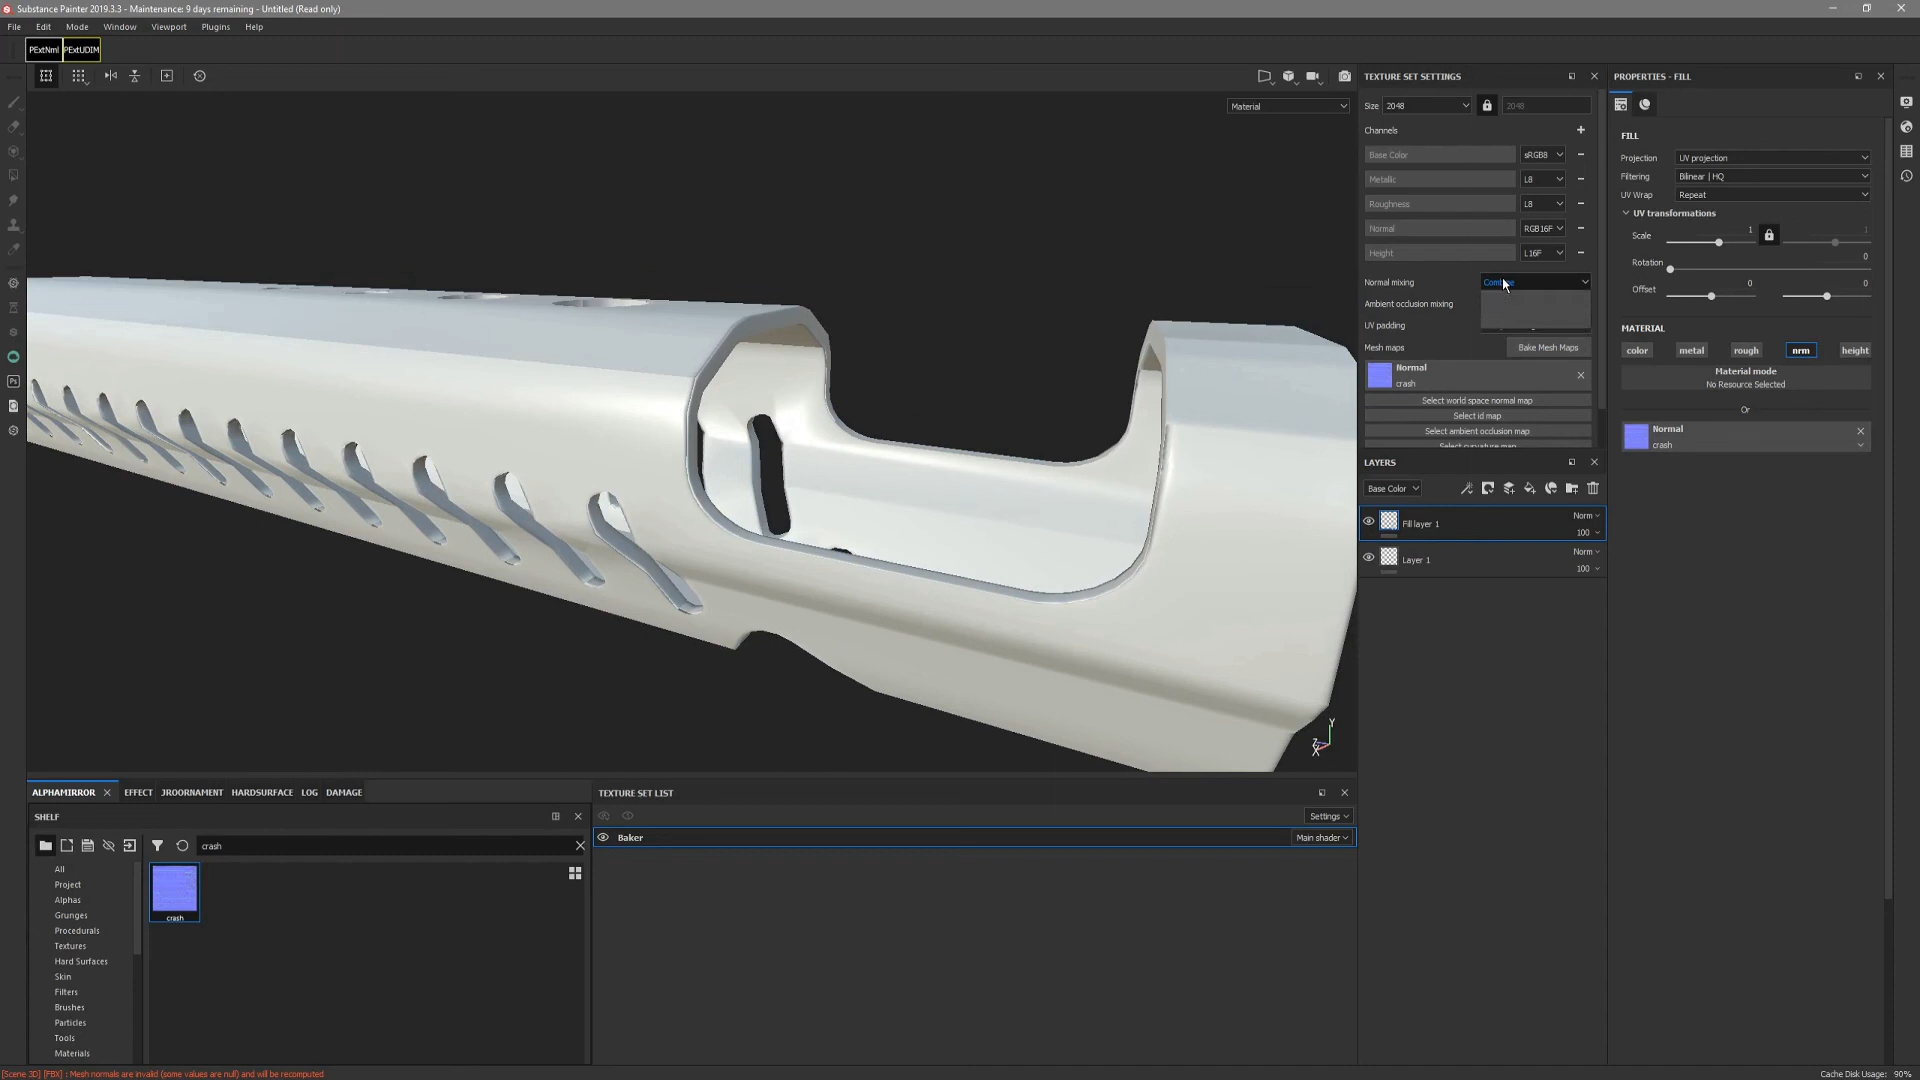 Substance Painter 2019.3.3 - Maintenance: 9 days remaining - Untitled (Read only)
File Edit Mode Window Viewport Plugins Help
PExtNml PExtUDIM
Material
TEXTURE SET SETTINGS
Size 2048 2048
Channels
Base Color sRGB8
Metallic L8
Roughness L8
Normal RGB16F
Height L16F
Normal mixing
Ambient occlusion mixing
UV padding
Mesh maps Bake Mesh Maps
Normal
crash
Select world space normal map
Select id map
Select ambient occlusion map
Select curvature map
LAYERS
Base Color
Fill layer 1 Norm
100
Layer 1 Norm
100
PROPERTIES - FILL
FILL
Projection UV projection
Filtering Bilinear | HQ
UV Wrap Repeat
UV transformations
Scale 1 1
Rotation 0
Offset 0 0
MATERIAL
color metal rough nrm height
Material mode
No Resource Selected
Or
Normal
crash
Y
Z
X
Ps
ALPHAMIRROR EFFECT JROORNAMENT HARDSURFACE LOG DAMAGE
SHELF
crash
All
Project
Alphas
Grunges
Procedurals
Textures
Hard Surfaces
Skin
Filters
Brushes
Particles
Tools
Materials
crash
TEXTURE SET LIST
Settings
Baker Main shader
[Scene 3D] [FBX] : Mesh normals are invalid (some values are null) and will be recomputed
Cache Disk Usage: 90%